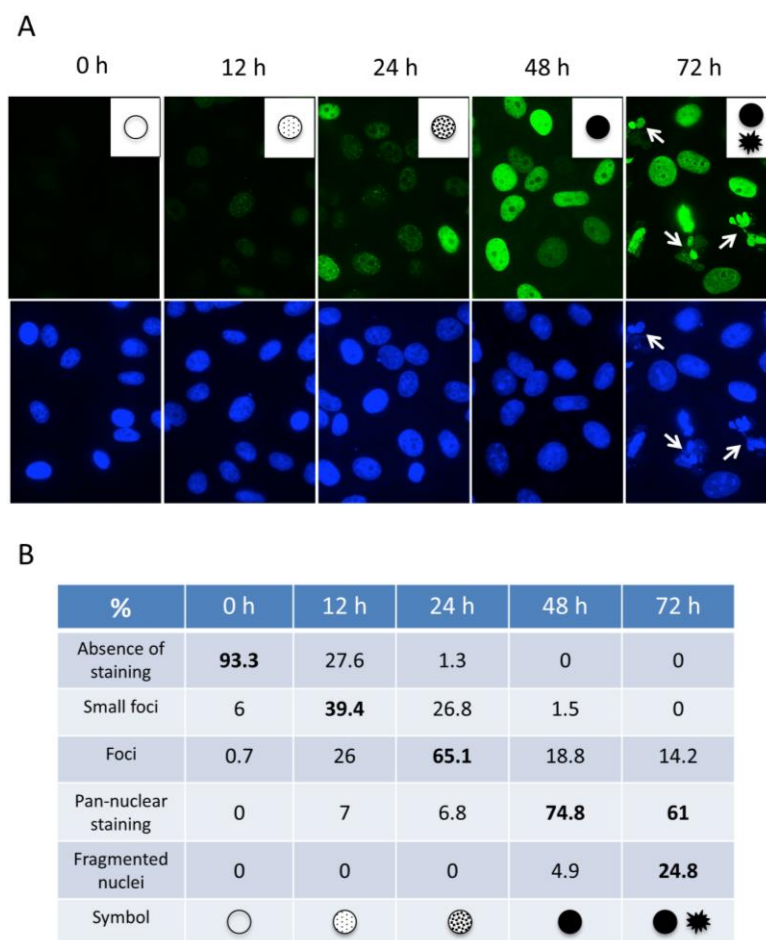 A
0 h 12 h 24 h 48 h 72 h
B
% 0 h 12 h 24 h 48 h 72 h
Absence of
staining 93.3 27.6 1.3 0 0
Small foci 6 39.4 26.8 1.5 0
Foci 0.7 26 65.1 18.8 14.2
Pan-nuclear
staining 0 7 6.8 74.8 61
Fragmented
nuclei 0 0 0 4.9 24.8
Symbol